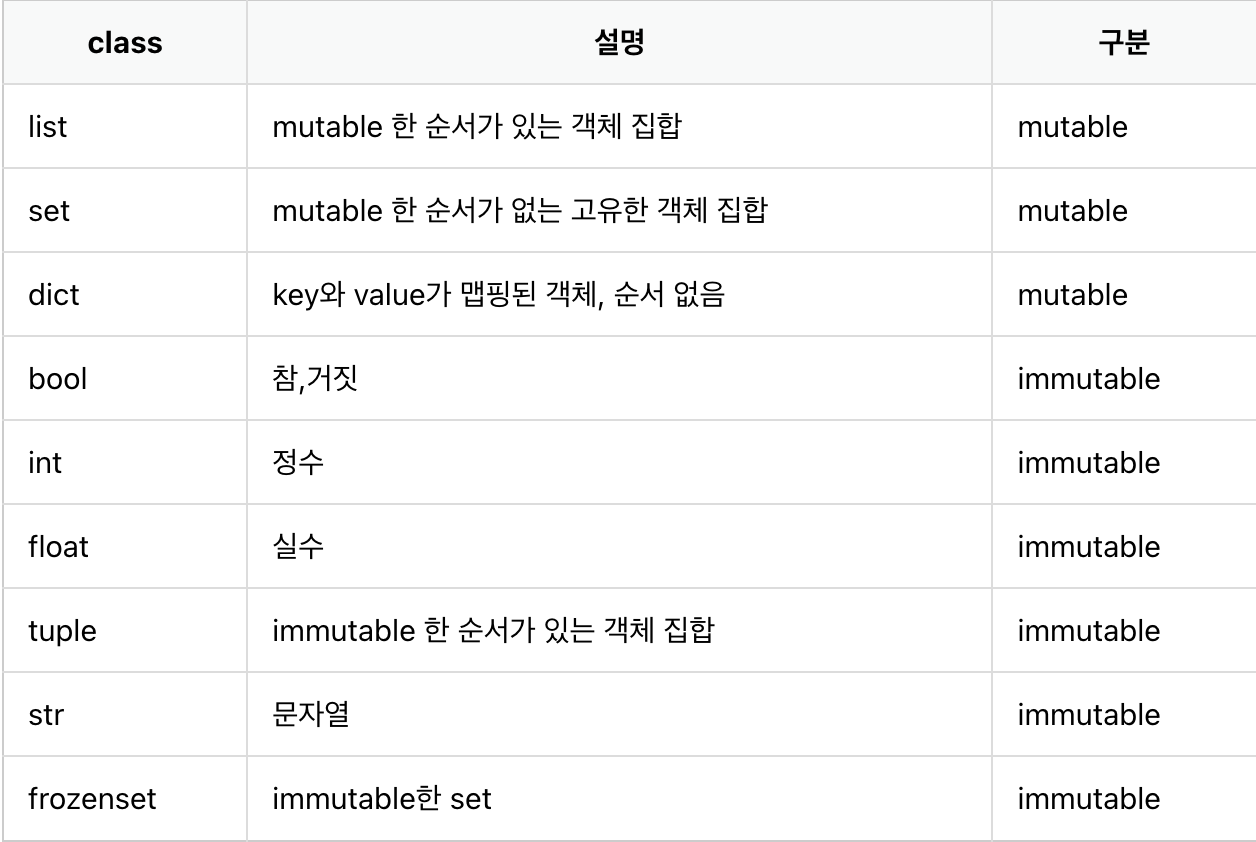 class 설명 구분
list mutable 한 순서가 있는 객체 집합 mutable
set mutable 한 순서가 없는 고유한 객체 집합 mutable
dict key와 value가 맵핑된 객체, 순서 없음 mutable
bool 참,거짓 immutable
int 정수 immutable
float 실수 immutable
tuple immutable 한 순서가 있는 객체 집합 immutable
str 문자열 immutable
frozenset immutable한 set immutable